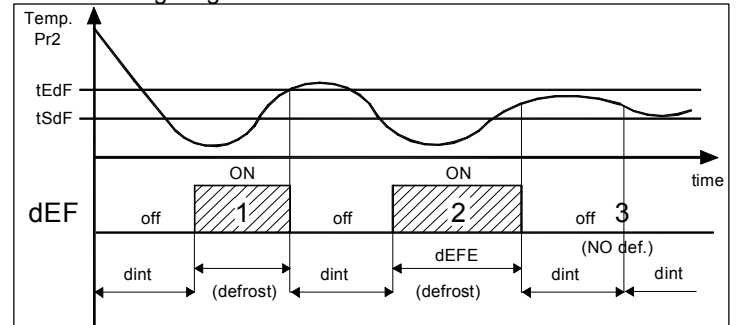 Temp.
Pr2
tEdF
tSdF
ON ON
time
dEF off 1 off 2 off 3
dEFE (NO def.)
dint (defrost) dint (defrost) dint dint